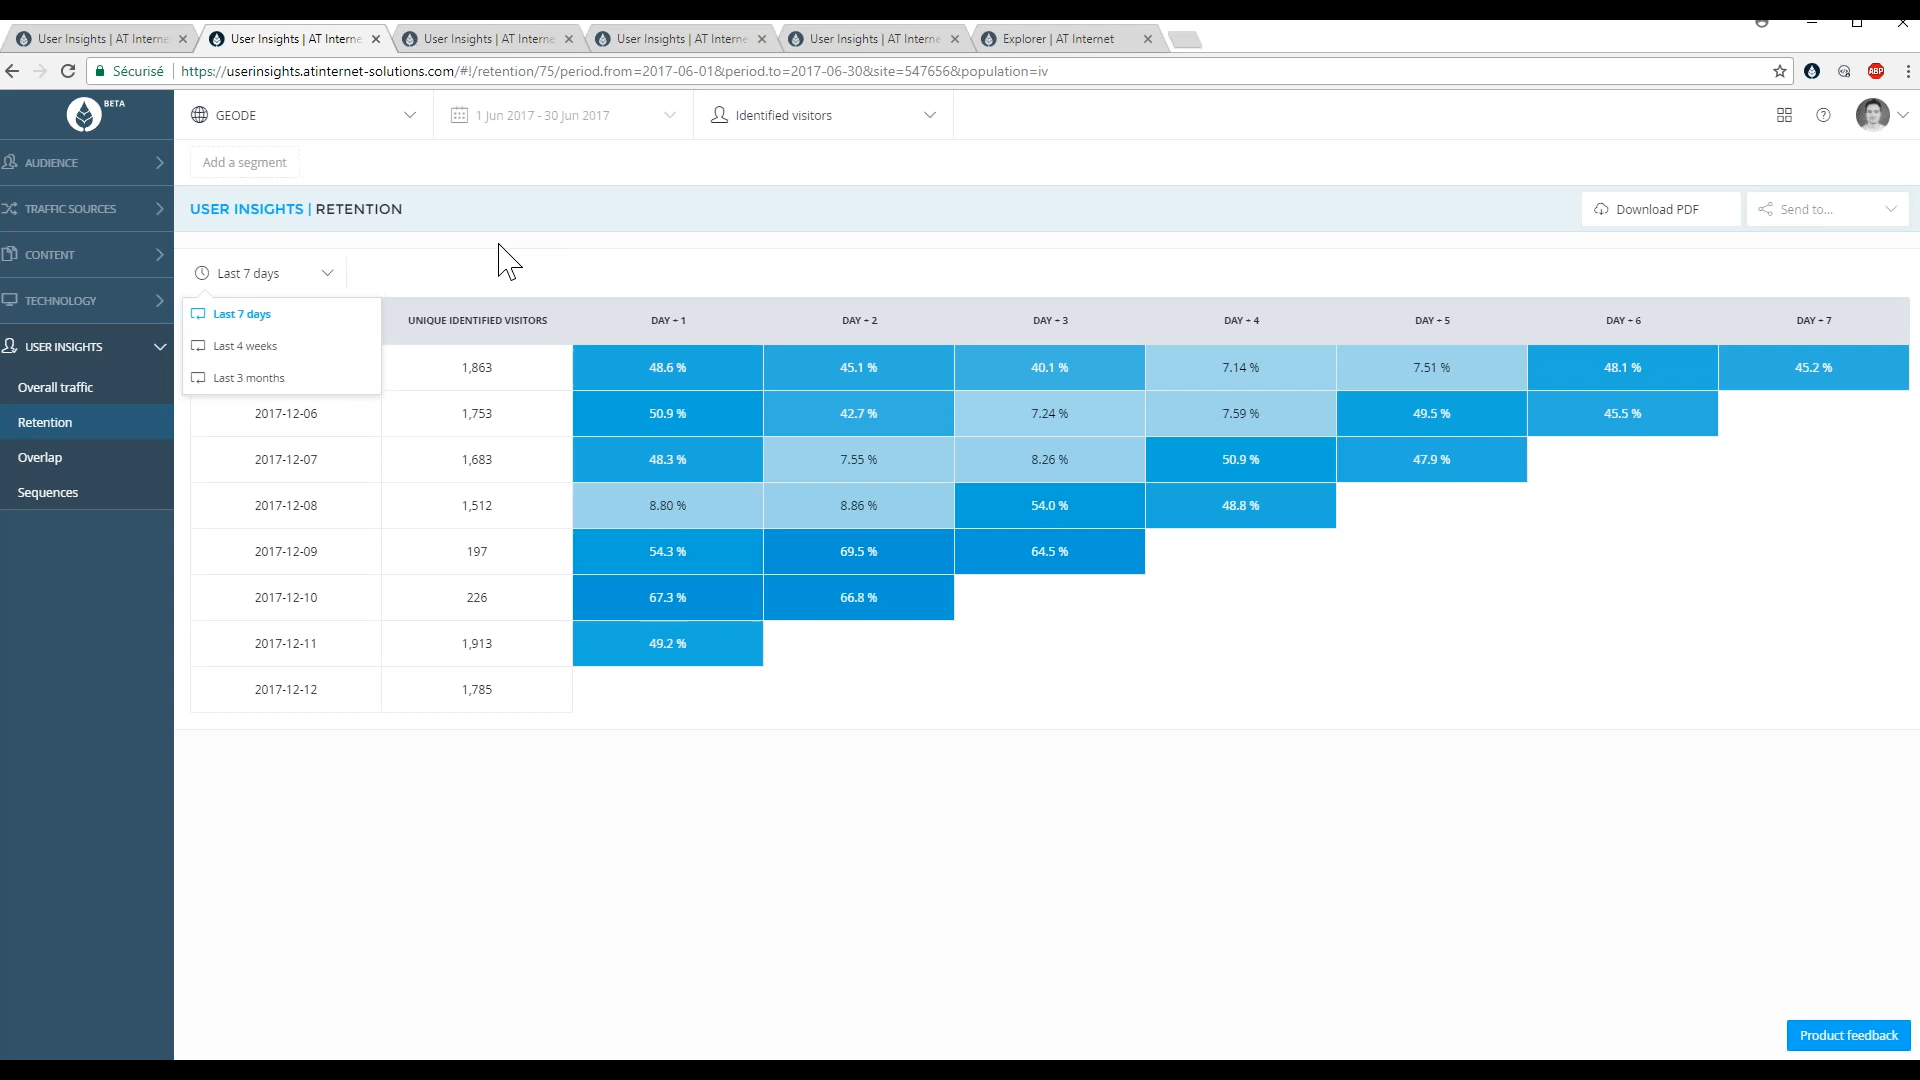 User Insights | AT Interne
User Insights | AT Interne
User Insights | AT Interne
User Insights | AT Interne
User Insights | AT Interne
Explorer | AT Internet
Sécurisé
https://userinsights.atinternet-solutions.com/#!/retention/75/period.from=2017-06-01&period.to=2017-06-30&site=547656&population=iv
ABP
BETA
GEODE
1 Jun 2017 - 30 Jun 2017
Identified visitors
Add a segment
AUDIENCE
TRAFFIC SOURCES
CONTENT
TECHNOLOGY
USER INSIGHTS
Overall traffic
Retention
Overlap
Sequences
USER INSIGHTS | RETENTION
Download PDF
Send to...
Last 7 days
Last 7 days
Last 4 weeks
Last 3 months
UNIQUE IDENTIFIED VISITORS DAY + 1 DAY + 2 DAY + 3 DAY + 4 DAY + 5 DAY + 6 DAY + 7
1,863 48.6 % 45.1 % 40.1 % 7.14 % 7.51 % 48.1 % 45.2 %
2017-12-06 1,753 50.9 % 42.7 % 7.24 % 7.59 % 49.5 % 45.5 %
2017-12-07 1,683 48.3 % 7.55 % 8.26 % 50.9 % 47.9 %
2017-12-08 1,512 8.80 % 8.86 % 54.0 % 48.8 %
2017-12-09 197 54.3 % 69.5 % 64.5 %
2017-12-10 226 67.3 % 66.8 %
2017-12-11 1,913 49.2 %
2017-12-12 1,785
Product feedback